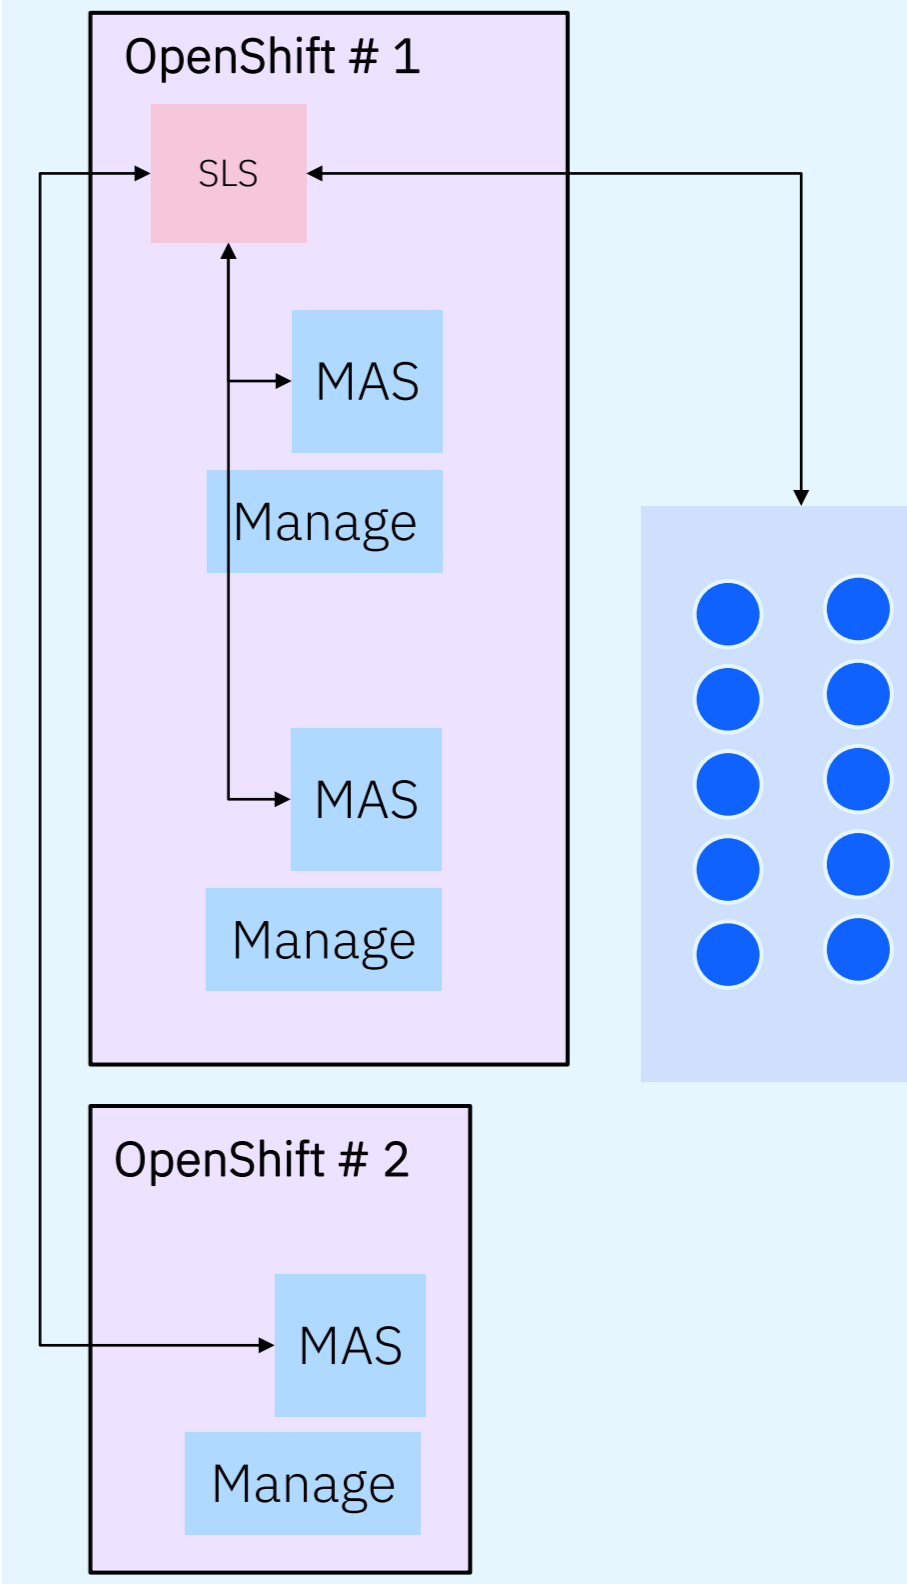 OpenShift # 1
SLS
MAS
Manage
MAS
Manage
OpenShift # 2
MAS
Manage